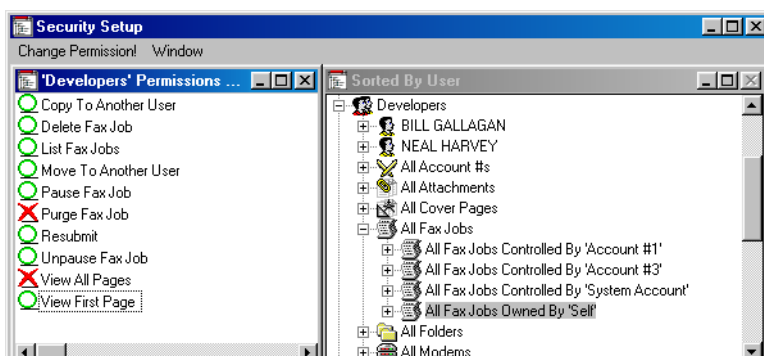 Security Setup
Change Permission! Window
'Developers' Permissions ...
Copy To Another User
Delete Fax Job
List Fax Jobs
Move To Another User
Pause Fax Job
Purge Fax Job
Resubmit
Unpause Fax Job
View All Pages
View First Page
Sorted By User
Developers
BILL GALLAGAN
NEAL HARVEY
All Account #s
All Attachments
All Cover Pages
All Fax Jobs
All Fax Jobs Controlled By 'Account #1'
All Fax Jobs Controlled By 'Account #3'
All Fax Jobs Controlled By 'System Account'
All Fax Jobs Owned By 'Self'
All Folders
All Modems